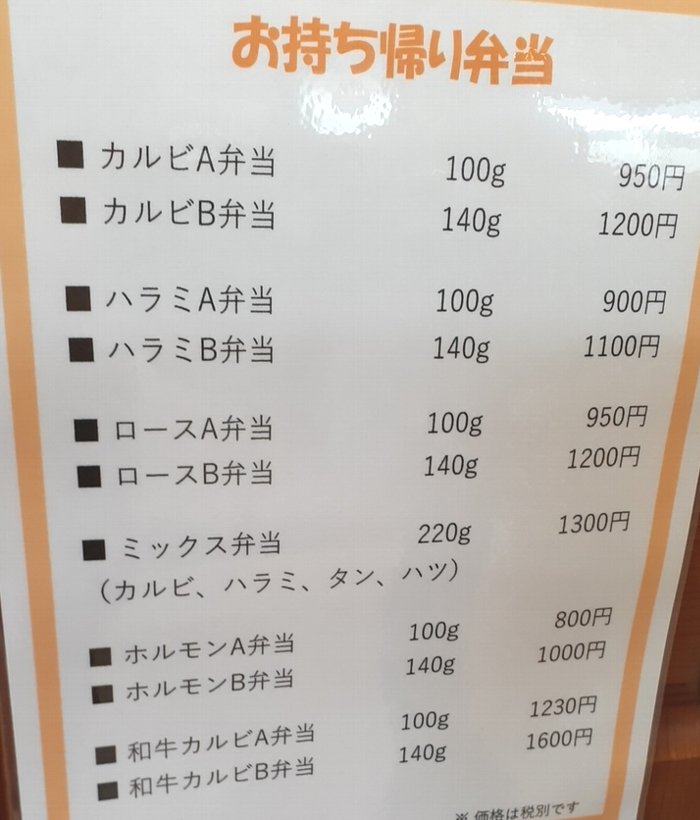 お持ち帰り弁当
■ カルビA弁当 100g 950円
■ カルビB弁当 140g 1200円
■ ハラミA弁当 100g 900円
■ ハラミB弁当 140g 1100円
■ ロースA弁当 100g 950円
■ ロースB弁当 140g 1200円
■ ミックス弁当 220g 1300円
（カルビ、ハラミ、タン、ハツ）
■ ホルモンA弁当 100g 800円
■ ホルモンB弁当 140g 1000円
■ 和牛カルビA弁当 100g 1230円
■ 和牛カルビB弁当 140g 1600円
※ 価格は税別です